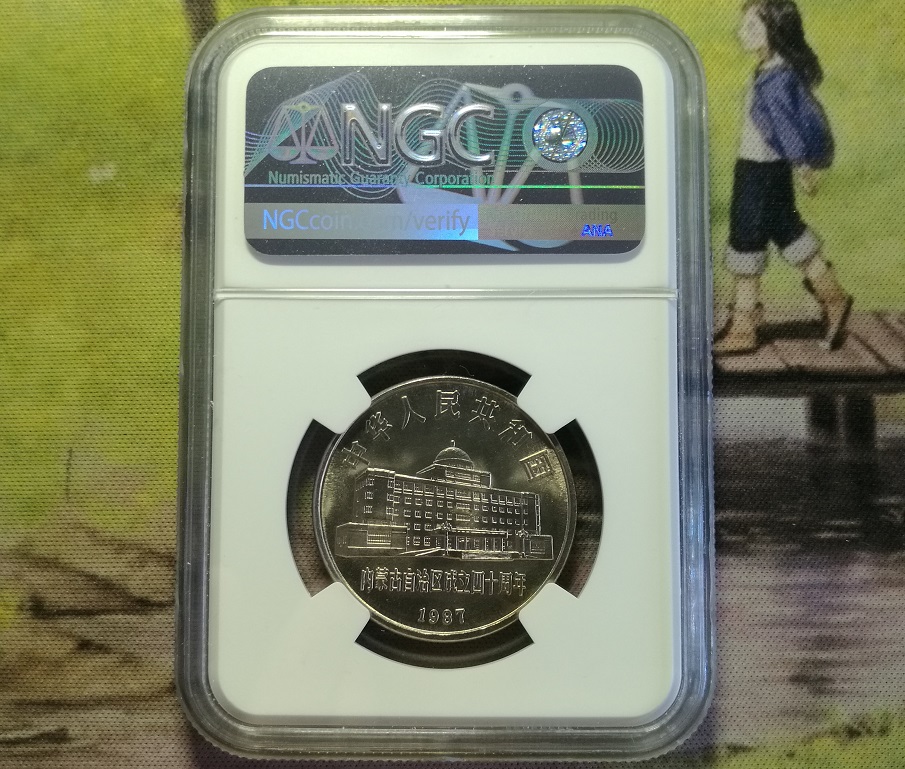 NGC
Numismatic Guaranty Corporation
NGCcoin.com/verify
Trading
ANA
中华人民共和国
内蒙古自治区成立四十周年
1987